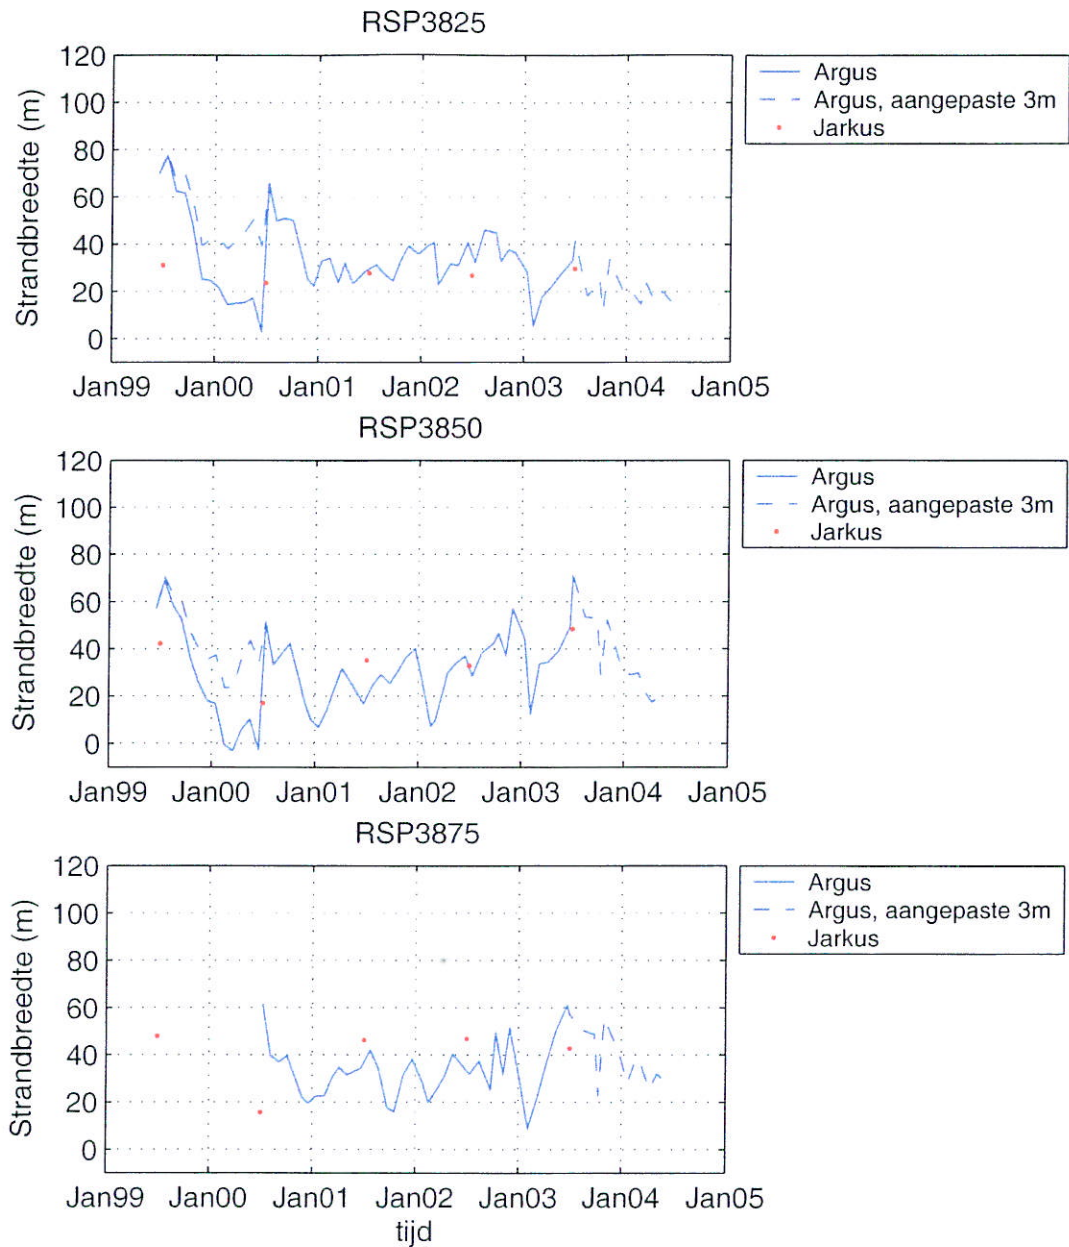 RSP3825
120
100
80
60
40
20
0
Strandbreedte (m)
Jan99 Jan00 Jan01 Jan02 Jan03 Jan04 Jan05
Argus
Argus, aangepaste 3m
Jarkus
RSP3850
120
100
80
60
40
20
0
Strandbreedte (m)
Jan99 Jan00 Jan01 Jan02 Jan03 Jan04 Jan05
Argus
Argus, aangepaste 3m
Jarkus
RSP3875
120
100
80
60
40
20
0
Strandbreedte (m)
Jan99 Jan00 Jan01 Jan02 Jan03 Jan04 Jan05
tijd
Argus
Argus, aangepaste 3m
Jarkus